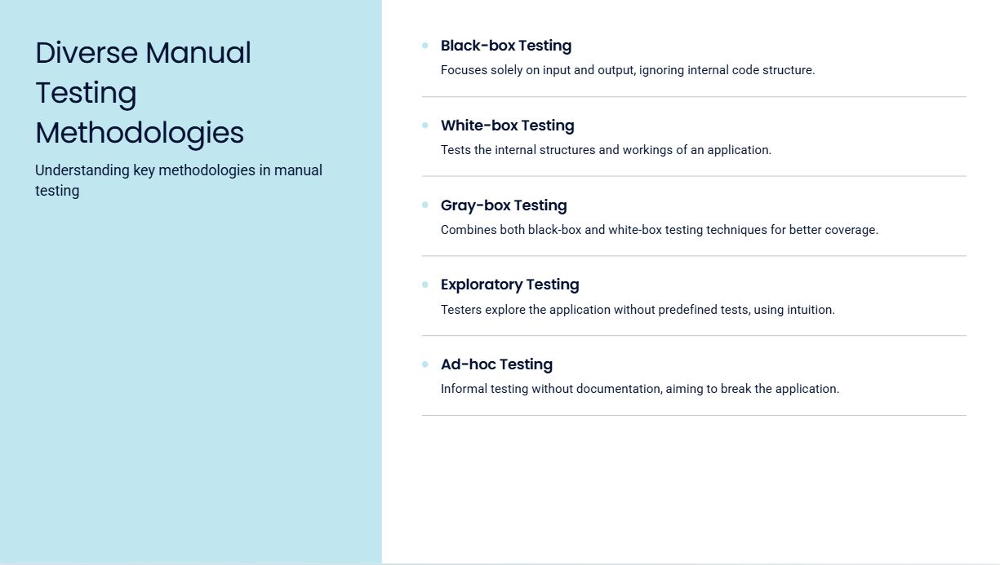 Diverse Manual
Testing
Methodologies
Understanding key methodologies in manual
testing
Black-box Testing
Focuses solely on input and output, ignoring internal code structure.
White-box Testing
Tests the internal structures and workings of an application.
Gray-box Testing
Combines both black-box and white-box testing techniques for better coverage.
Exploratory Testing
Testers explore the application without predefined tests, using intuition.
Ad-hoc Testing
Informal testing without documentation, aiming to break the application.